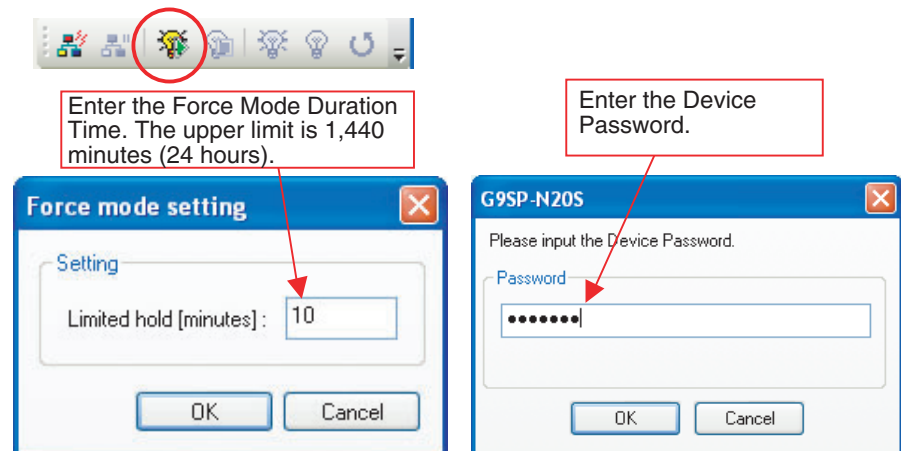 Enter the Force Mode Duration
Time. The upper limit is 1,440
minutes (24 hours).
Enter the Device
Password.
Force mode setting
Setting
Limited hold [minutes] :
10
OK
Cancel
G9SP-N20S
Please input the Device Password.
Password
●●●●●●●
OK
Cancel